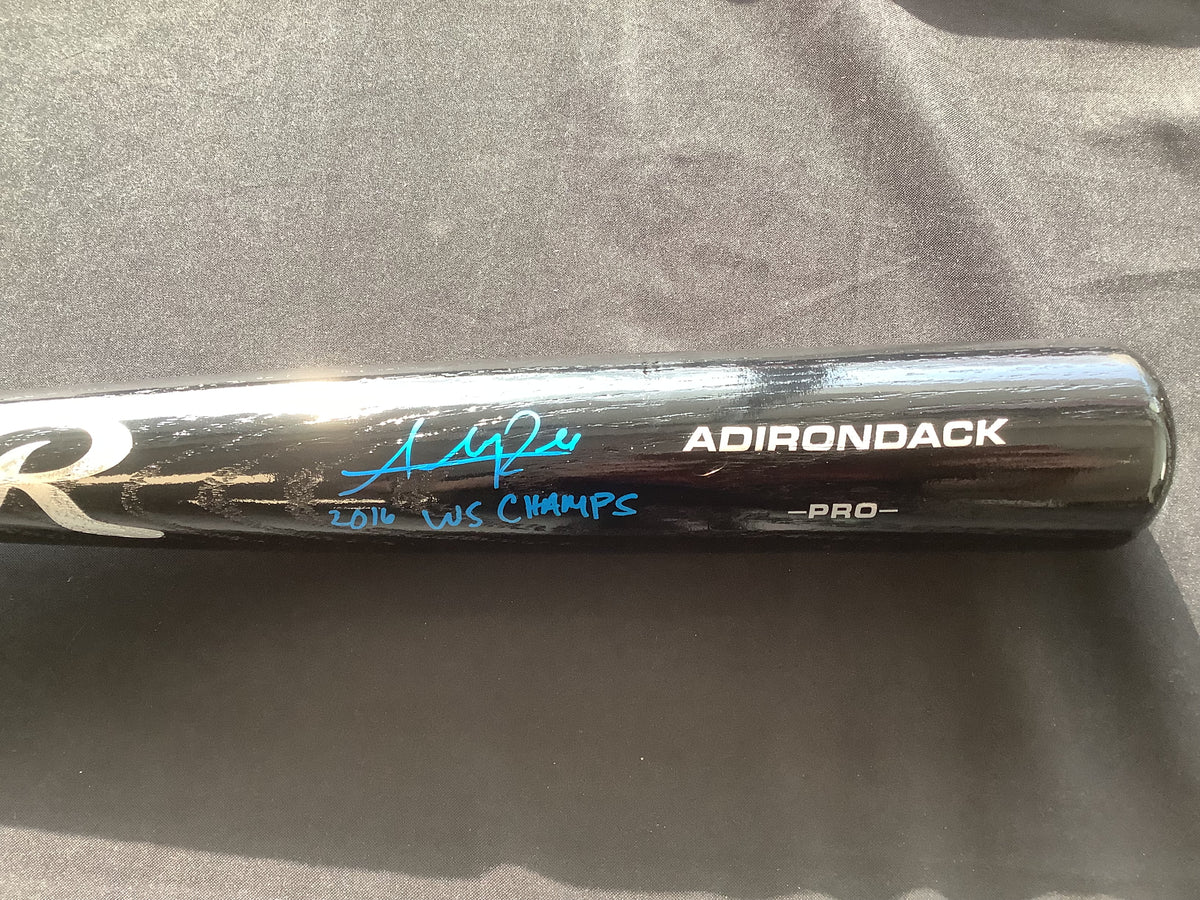 R
ADIRONDACK
2016 WS CHAMPS
-PRO-